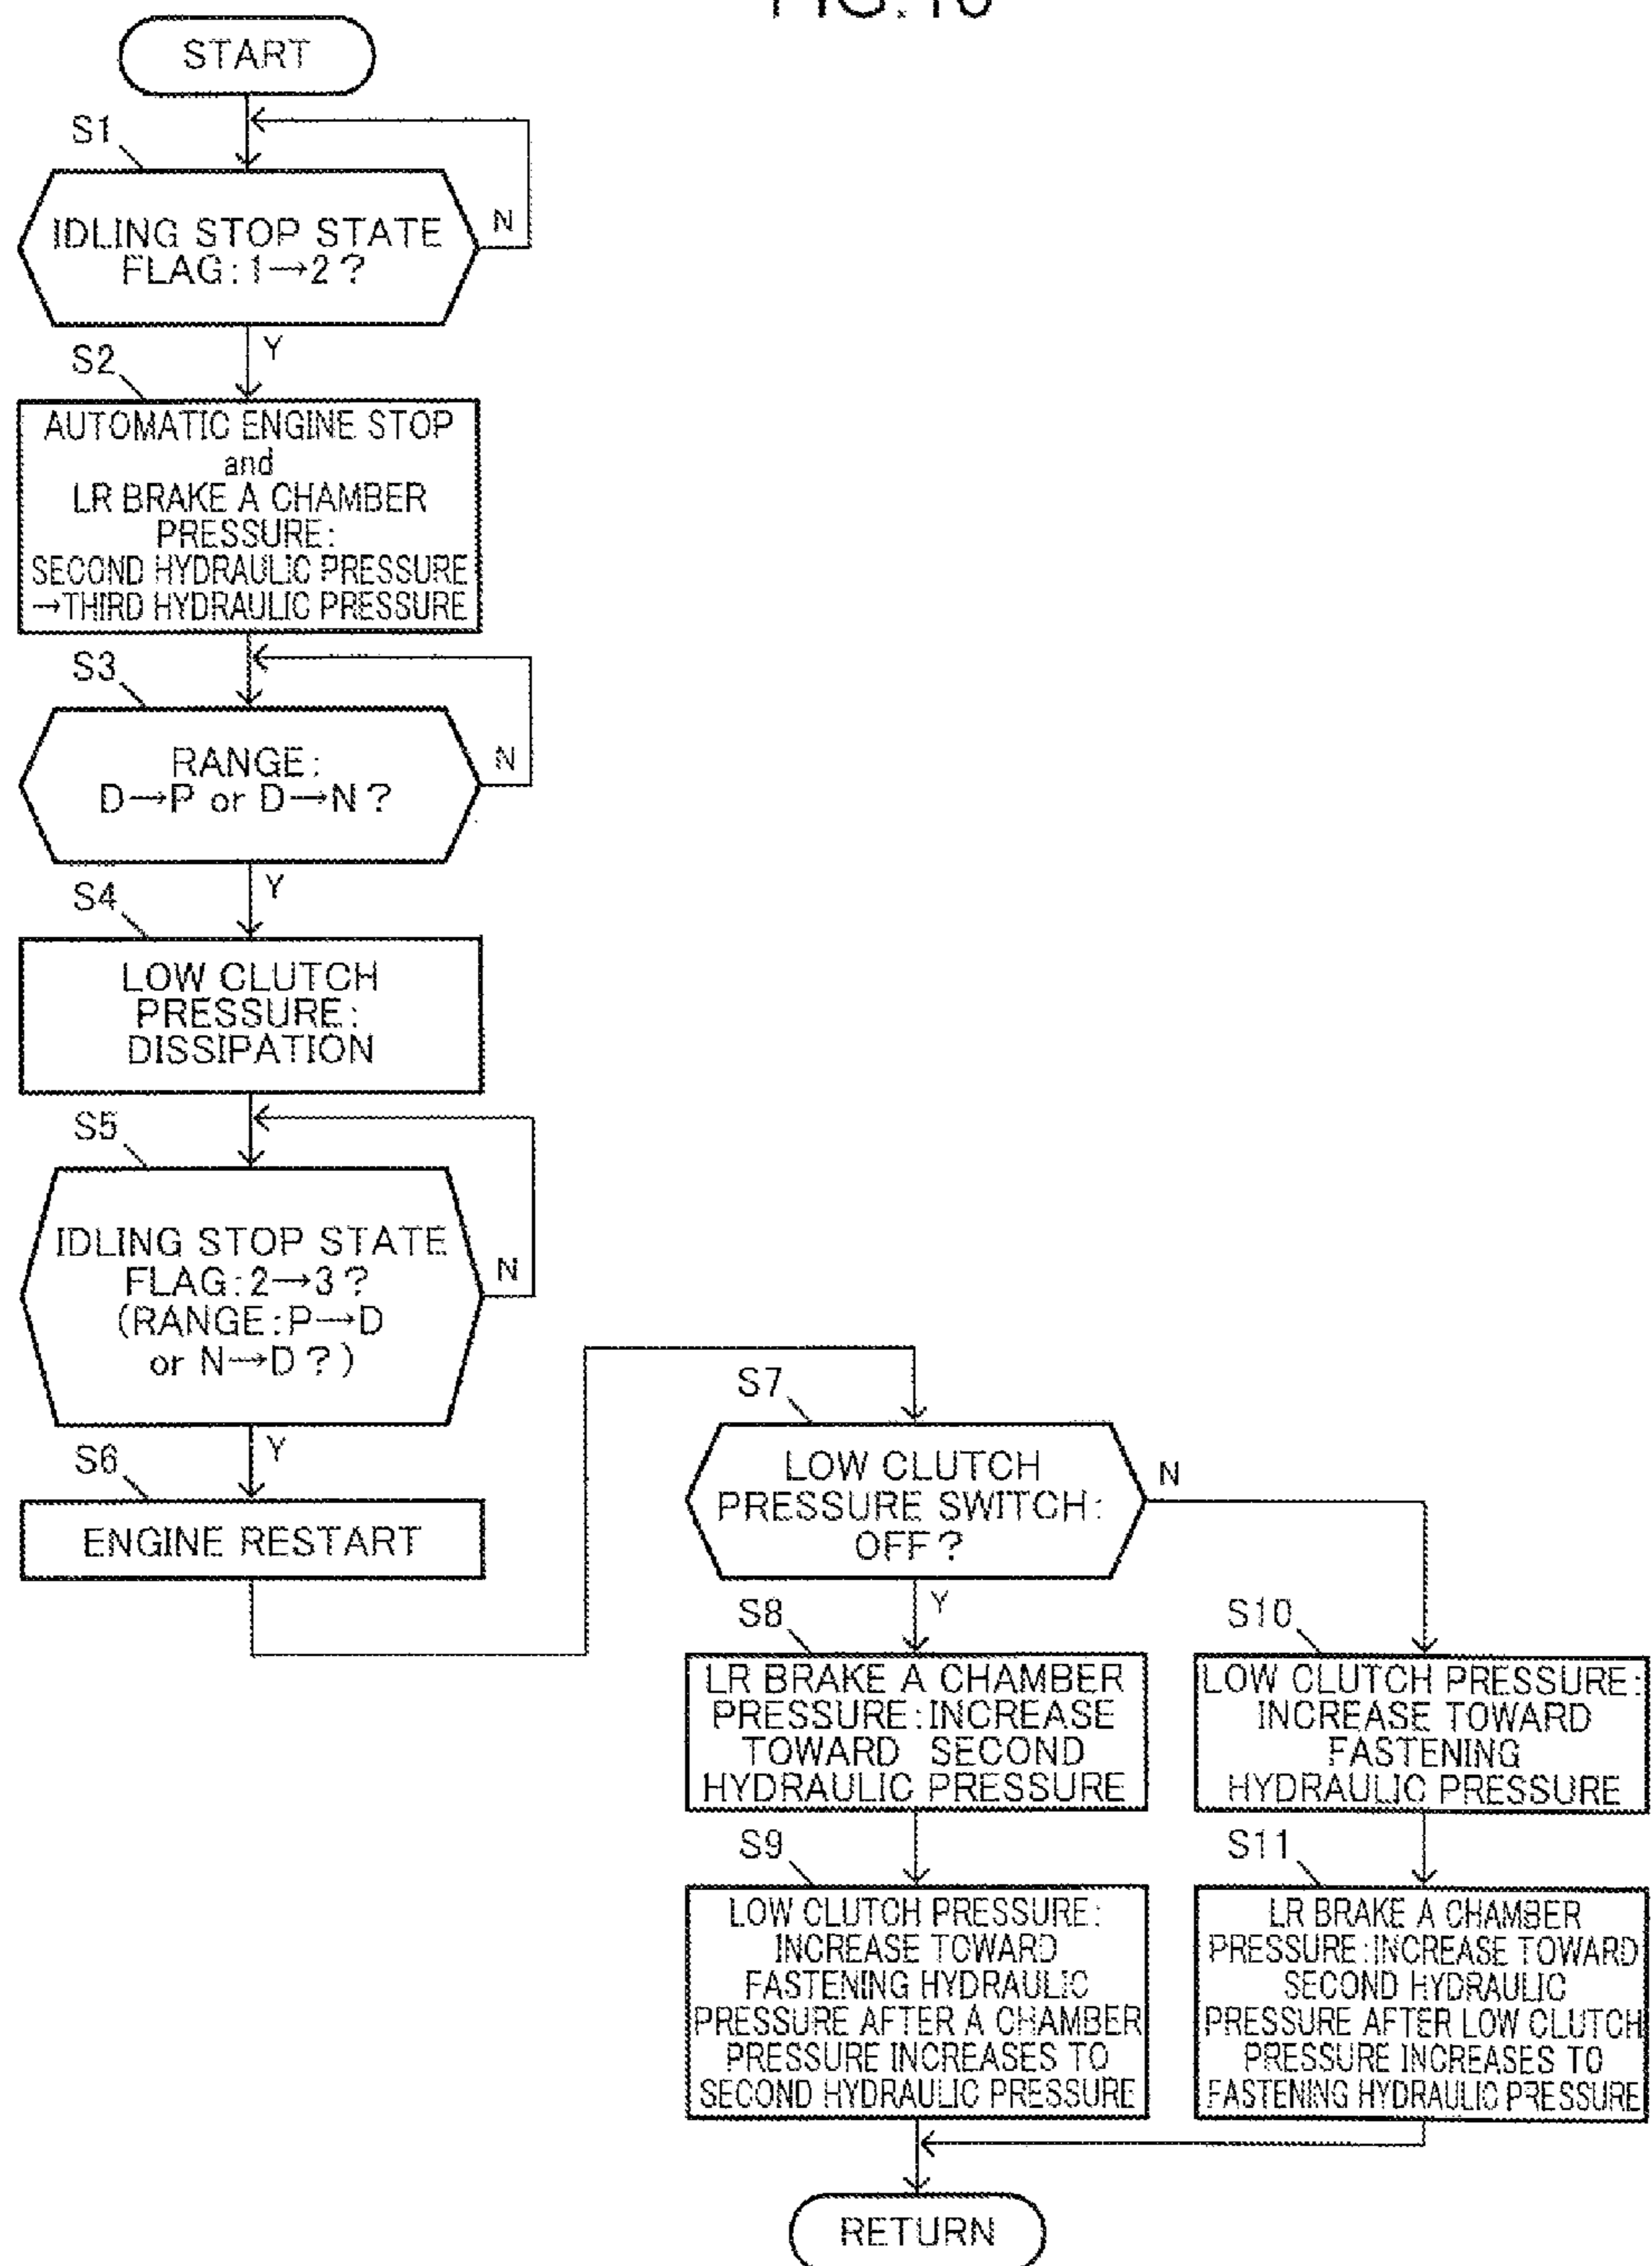 START
S1
IDLING STOP STATE
FLAG:1→2?
N
Y
S2
AUTOMATIC ENGINE STOP
and
LR BRAKE A CHAMBER
PRESSURE:
SECOND HYDRAULIC PRESSURE
→THIRD HYDRAULIC PRESSURE
S3
RANGE:
D→P or D→N?
N
Y
S4
LOW CLUTCH
PRESSURE:
DISSIPATION
S5
IDLING STOP STATE
FLAG:2→3?
(RANGE:P→D
or N→D?)
N
Y
S6
ENGINE RESTART
S7
LOW CLUTCH
PRESSURE SWITCH:
OFF?
N
Y
S8
LR BRAKE A CHAMBER
PRESSURE:INCREASE
TOWARD SECOND
HYDRAULIC PRESSURE
S9
LOW CLUTCH PRESSURE:
INCREASE TOWARD
FASTENING HYDRAULIC
PRESSURE AFTER A CHAMBER
PRESSURE INCREASES TO
SECOND HYDRAULIC PRESSURE
S10
LOW CLUTCH PRESSURE:
INCREASE TOWARD
FASTENING
HYDRAULIC PRESSURE
S11
LR BRAKE A CHAMBER
PRESSURE:INCREASE TOWARD
SECOND HYDRAULIC
PRESSURE AFTER LOW CLUTCH
PRESSURE INCREASES TO
FASTENING HYDRAULIC PRESSURE
RETURN